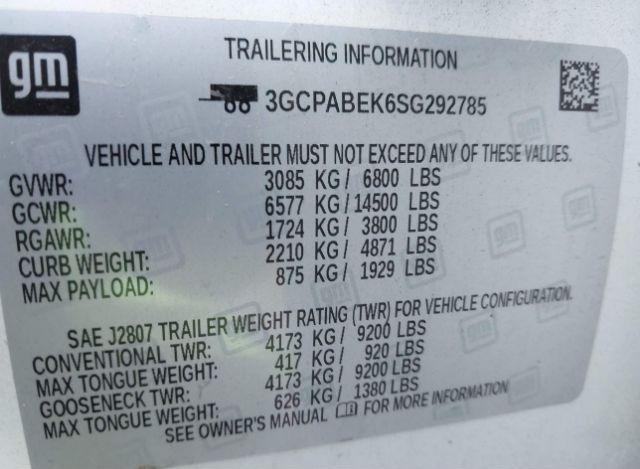 gm
TRAILERING INFORMATION
3GCPABEK6SG292785
VEHICLE AND TRAILER MUST NOT EXCEED ANY OF THESE VALUES.
GVWR: 3085 KG/ 6800 LBS
GCWR: 6577 KG/14500 LBS
RGAWR: 1724 KG/ 3800 LBS
CURB WEIGHT: 2210 KG/ 4871 LBS
MAX PAYLOAD: 875 KG/ 1929 LBS
SAE J2807 TRAILER WEIGHT RATING (TWR) FOR VEHICLE CONFIGURATION.
CONVENTIONAL TWR: 4173 KG/ 9200 LBS
MAX TONGUE WEIGHT: 417 KG/ 920 LBS
GOOSENECK TWR: 4173 KG/ 9200 LBS
MAX TONGUE WEIGHT: 626 KG/ 1380 LBS
SEE OWNER'S MANUAL FOR MORE INFORMATION